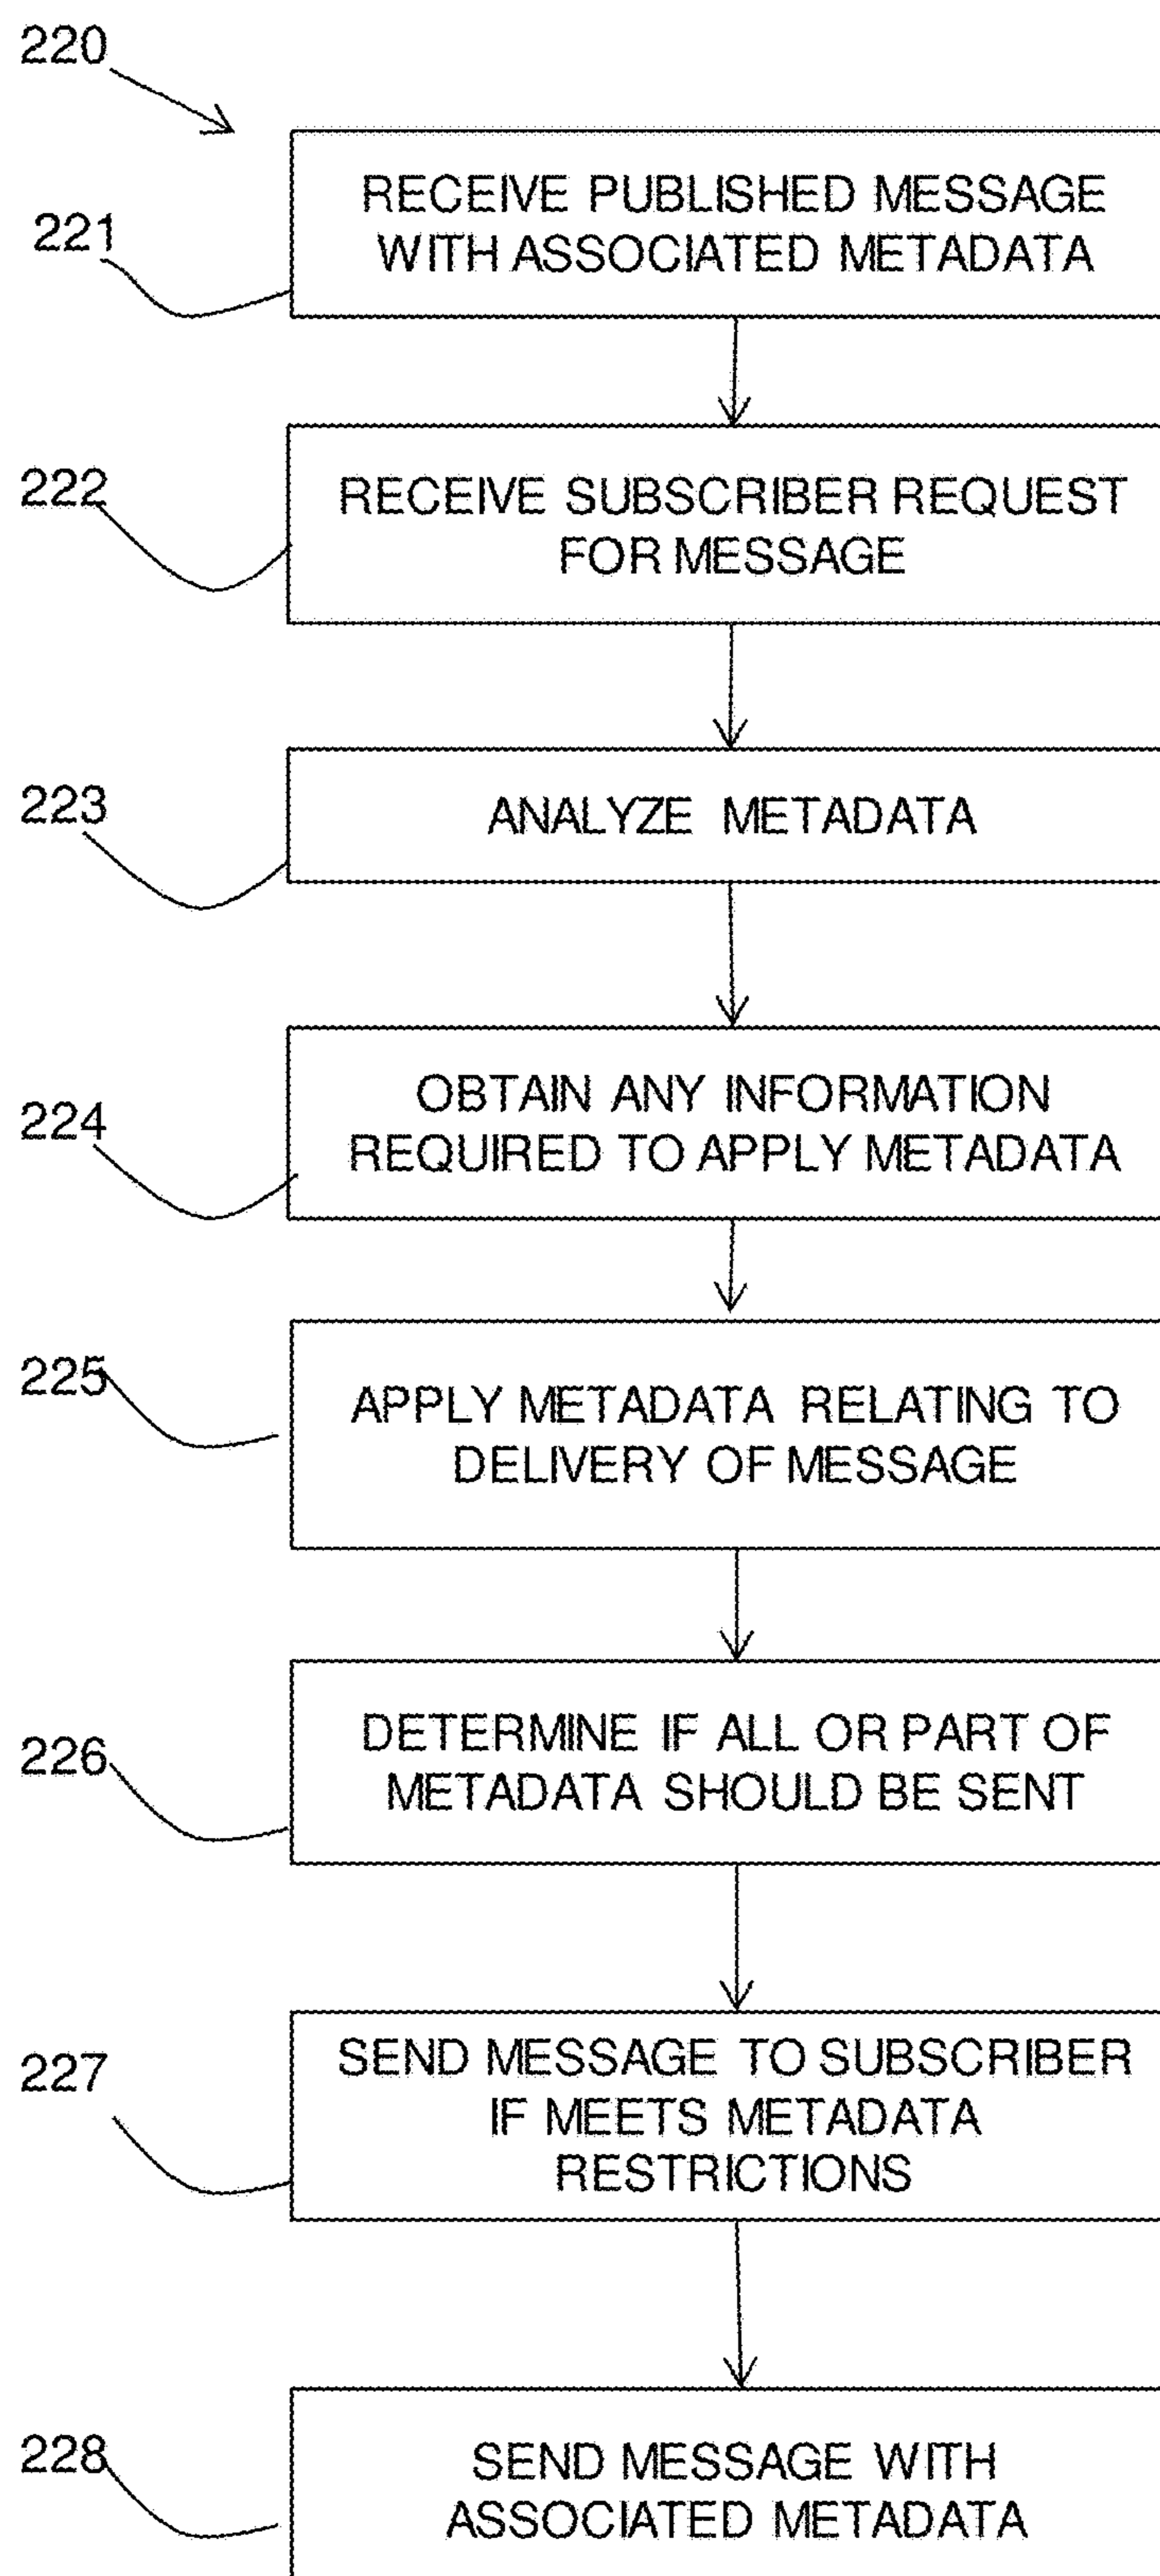 220
221
RECEIVE PUBLISHED MESSAGE
WITH ASSOCIATED METADATA
222
RECEIVE SUBSCRIBER REQUEST
FOR MESSAGE
223
ANALYZE METADATA
224
OBTAIN ANY INFORMATION
REQUIRED TO APPLY METADATA
225
APPLY METADATA RELATING TO
DELIVERY OF MESSAGE
226
DETERMINE IF ALL OR PART OF
METADATA SHOULD BE SENT
227
SEND MESSAGE TO SUBSCRIBER
IF MEETS METADATA
RESTRICTIONS
228
SEND MESSAGE WITH
ASSOCIATED METADATA